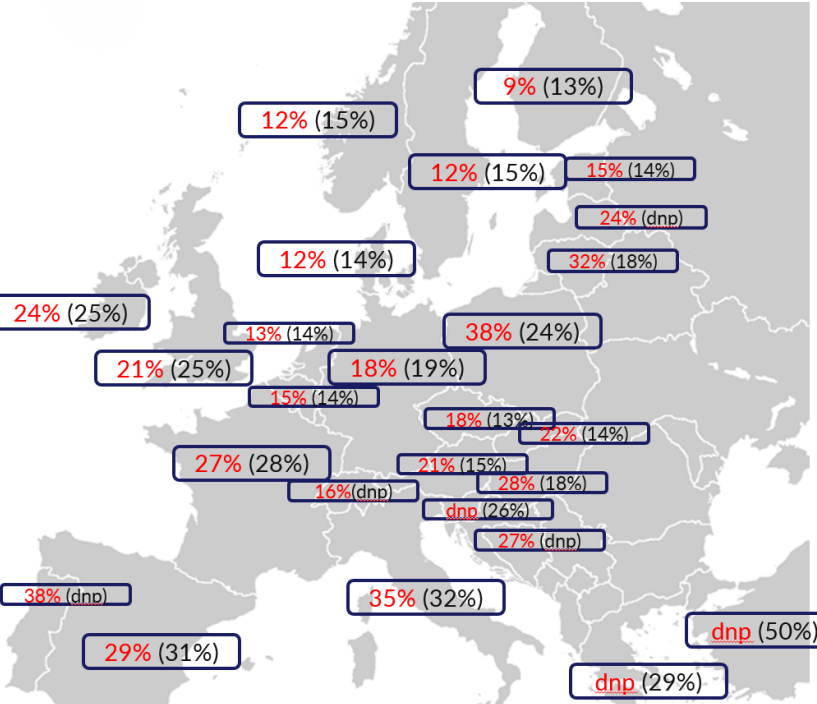 9% (13%)
12% (15%)
12% (15%)
15% (14%)
24% (dnp)
12% (14%)
32% (18%)
24% (25%)
13% (14%)
38% (24%)
21% (25%)
18% (19%)
15% (14%)
18% (13%)
22% (14%)
27% (28%)
21% (15%)
28% (18%)
16%(dnp)
dnp (26%)
27% (dnp)
38% (dnp)
35% (32%)
dnp (50%)
29% (31%)
dnp (29%)